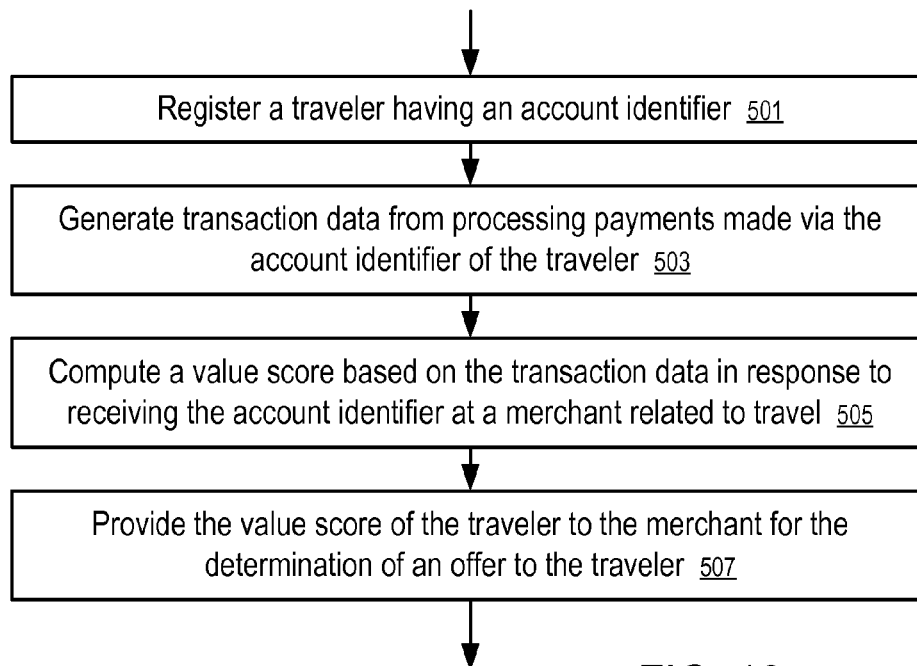 Register a traveler having an account identifier 501
Generate transaction data from processing payments made via the
account identifier of the traveler 503
Compute a value score based on the transaction data in response to
receiving the account identifier at a merchant related to travel 505
Provide the value score of the traveler to the merchant for the
determination of an offer to the traveler 507